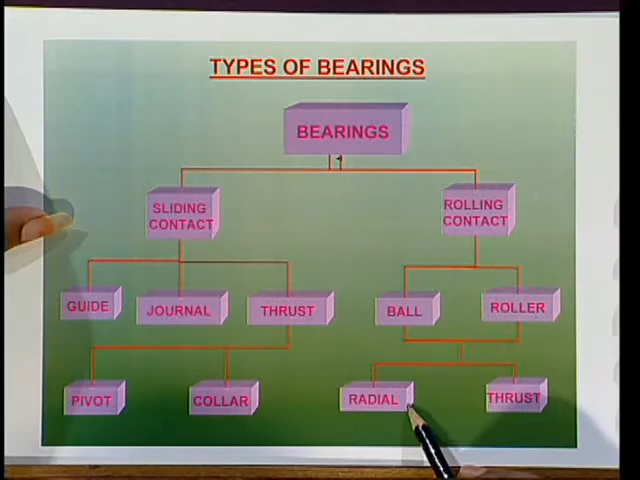 TYPES OF BEARINGS
BEARINGS
SLIDING
CONTACT
ROLLING
CONTACT
GUIDE
JOURNAL
THRUST
BALL
ROLLER
PIVOT
COLLAR
RADIAL
THRUST